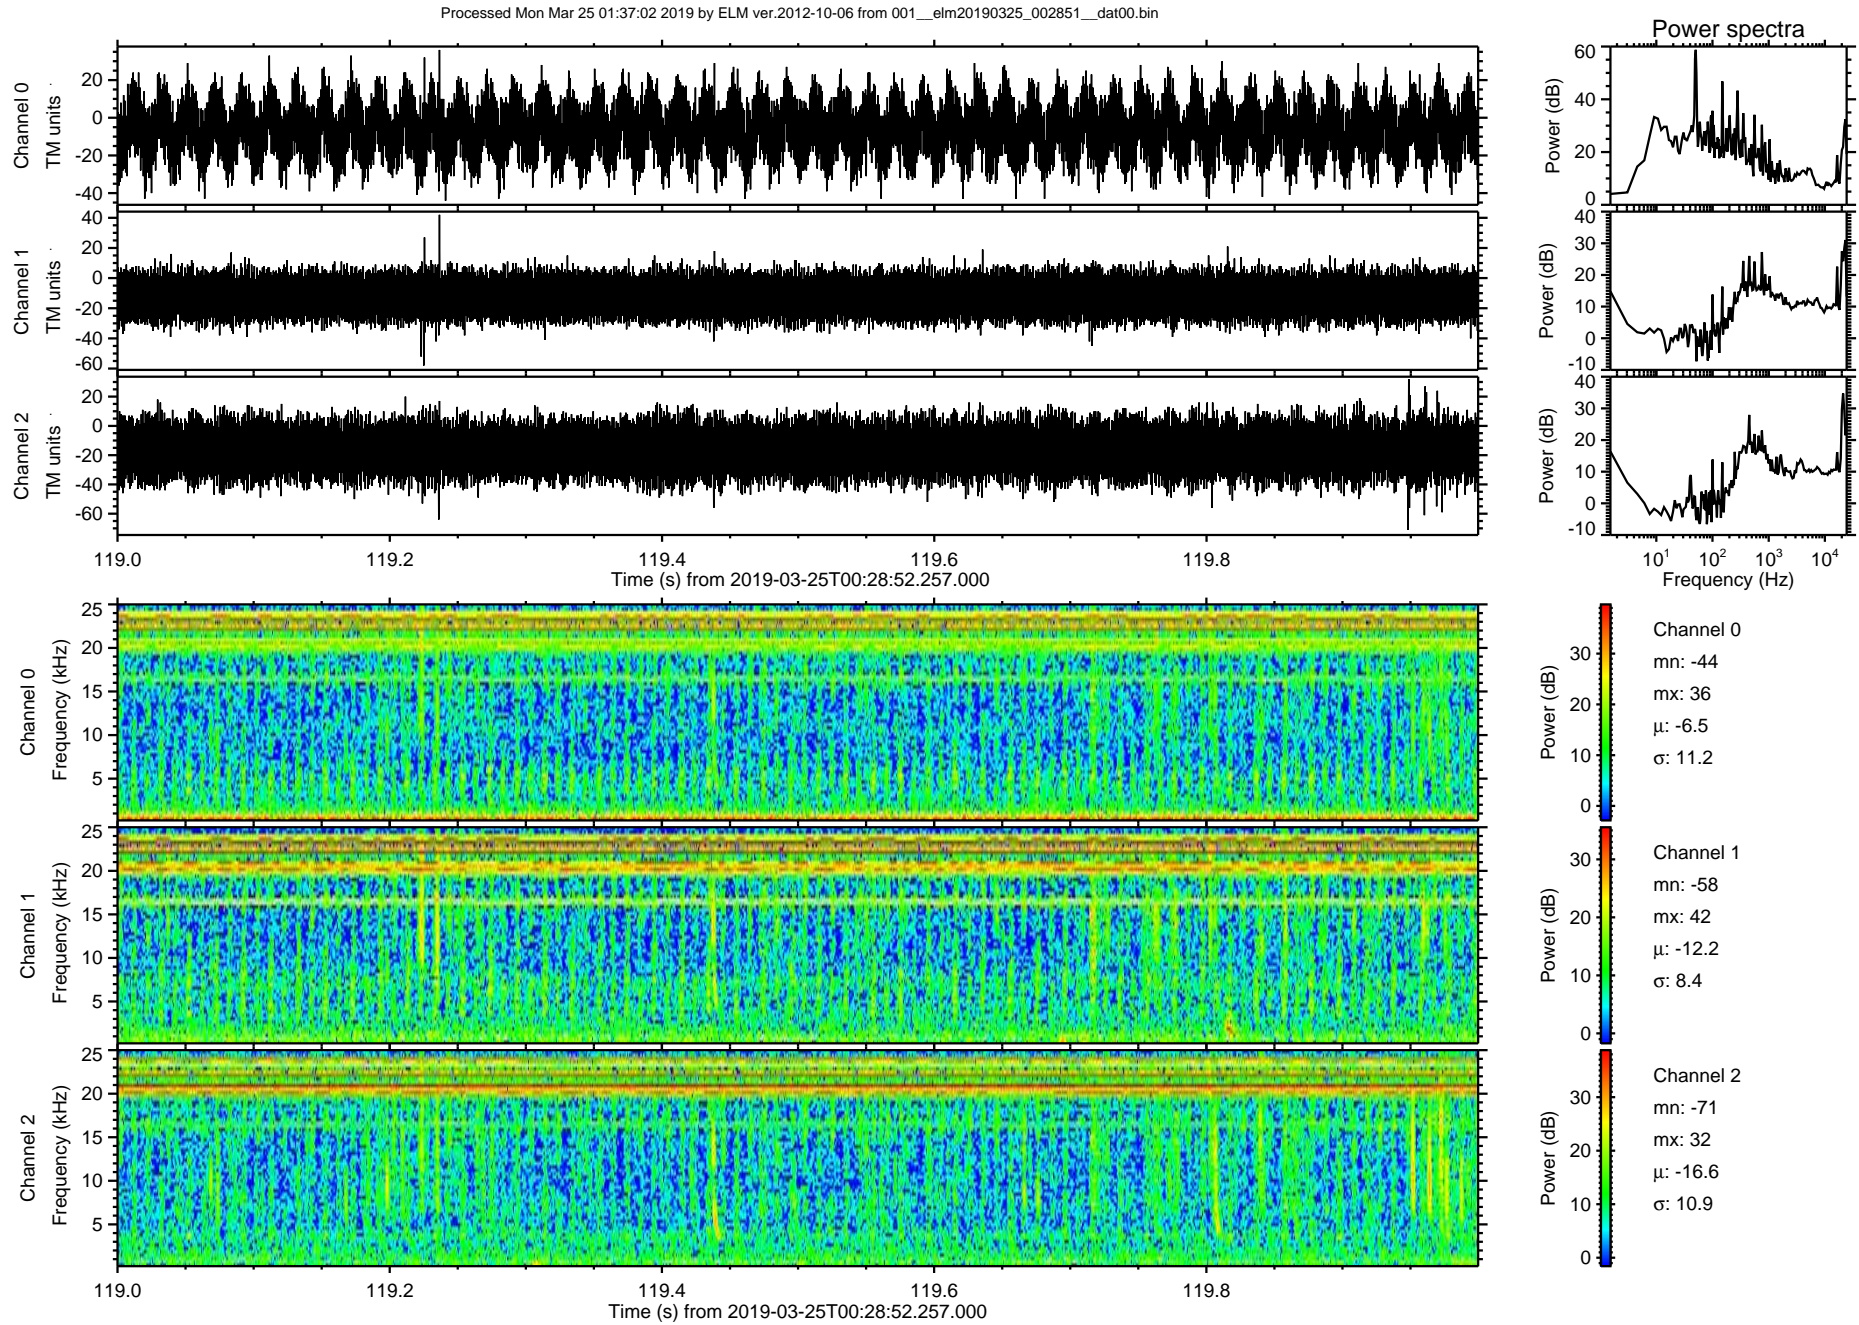 Processed Mon Mar 25 01:37:02 2019 by ELM ver.2012-10-06 from 001__elm20190325_002851__dat00.bin
Power spectra
Channel 0
TM units
20
0
-20
-40
Power (dB)
60
40
20
0
Channel 1
TM units
40
20
0
-20
-40
-60
Power (dB)
40
30
20
10
0
-10
Channel 2
TM units
20
0
-20
-40
-60
Power (dB)
40
30
20
10
0
-10
119.0 119.2 119.4 119.6 119.8
Time (s) from 2019-03-25T00:28:52.257.000
10^1 10^2 10^3 10^4
Frequency (Hz)
Channel 0
Frequency (kHz)
25
20
15
10
5
Power (dB)
30
20
10
0
Channel 0
mn: -44
mx: 36
μ: -6.5
σ: 11.2
Channel 1
Frequency (kHz)
25
20
15
10
5
Power (dB)
30
20
10
0
Channel 1
mn: -58
mx: 42
μ: -12.2
σ: 8.4
Channel 2
Frequency (kHz)
25
20
15
10
5
Power (dB)
30
20
10
0
Channel 2
mn: -71
mx: 32
μ: -16.6
σ: 10.9
119.0 119.2 119.4 119.6 119.8
Time (s) from 2019-03-25T00:28:52.257.000